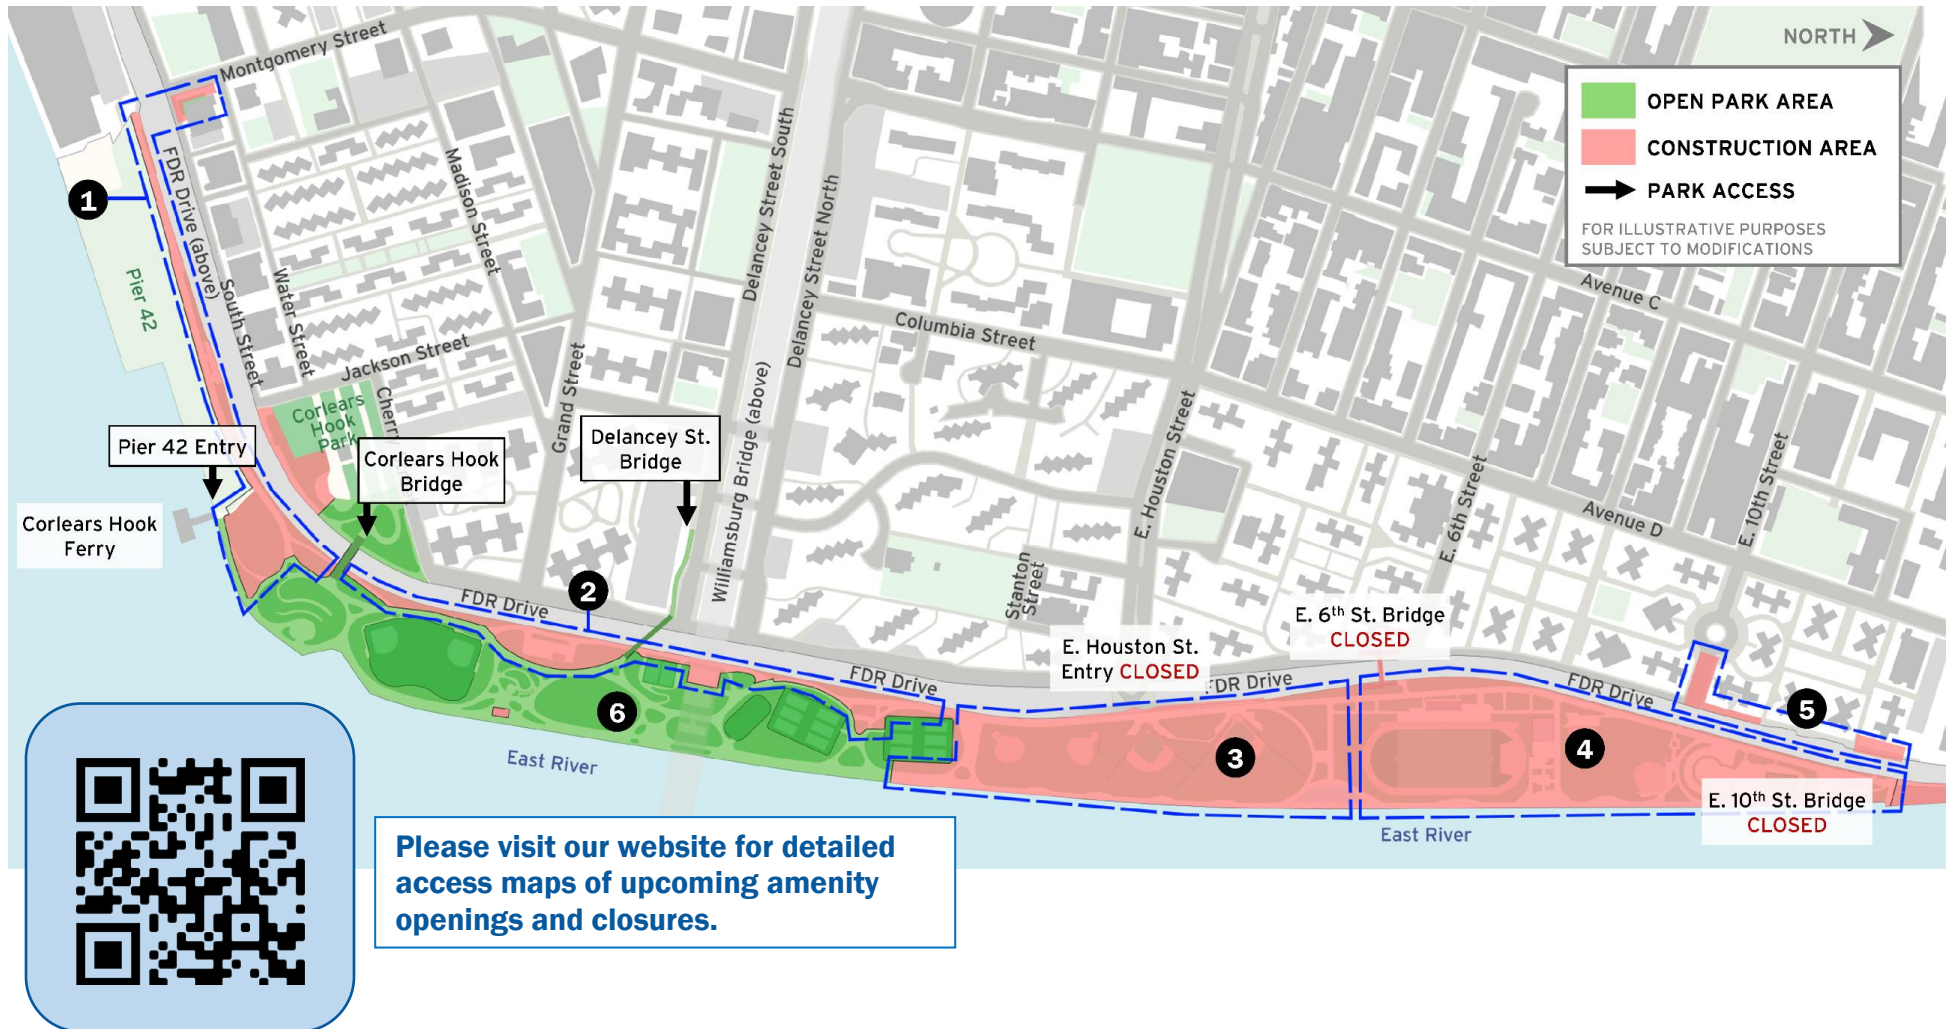 NORTH
OPEN PARK AREA
CONSTRUCTION AREA
PARK ACCESS
FOR ILLUSTRATIVE PURPOSES
SUBJECT TO MODIFICATIONS
Montgomery Street
1
FDR Drive (above)
Pier 42
South Street
Water Street
Madison Street
Jackson Street
Cherry
Corlears
Hook
Park
Grand Street
Delancey Street South
Delancey Street North
Williamsburg Bridge (above)
Columbia Street
E. Houston Street
Stanton
Street
Avenue C
Avenue D
E. 6th Street
E. 10th Street
Pier 42 Entry
Corlears Hook
Bridge
Delancey St.
Bridge
Corlears Hook
Ferry
FDR Drive
2
FDR Drive
E. Houston St.
Entry CLOSED
FDR Drive
E. 6th St. Bridge
CLOSED
FDR Drive
5
6
3
4
East River
E. 10th St. Bridge
CLOSED
East River
Please visit our website for detailed
access maps of upcoming amenity
openings and closures.